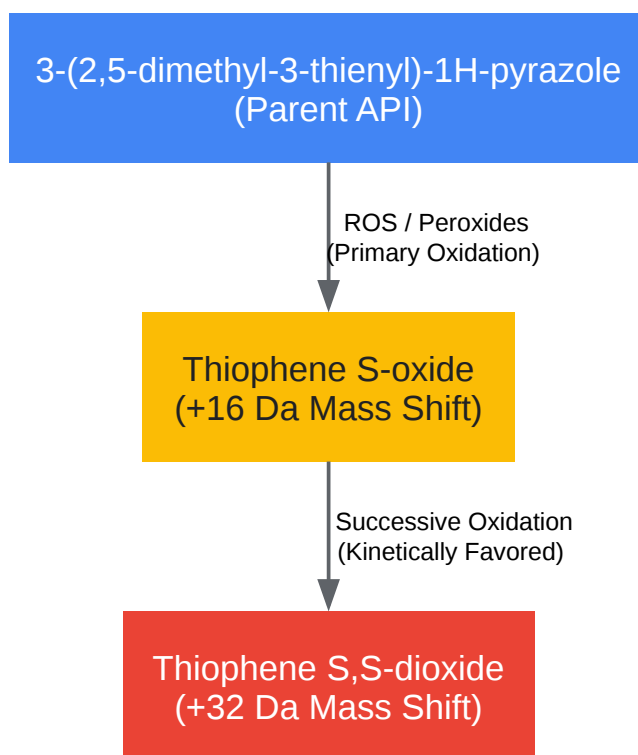 3-(2,5-dimethyl-3-thienyl)-1H-pyrazole
(Parent API)
ROS / Peroxides
(Primary Oxidation)
Thiophene S-oxide
(+16 Da Mass Shift)
Successive Oxidation
(Kinetically Favored)
Thiophene S,S-dioxide
(+32 Da Mass Shift)